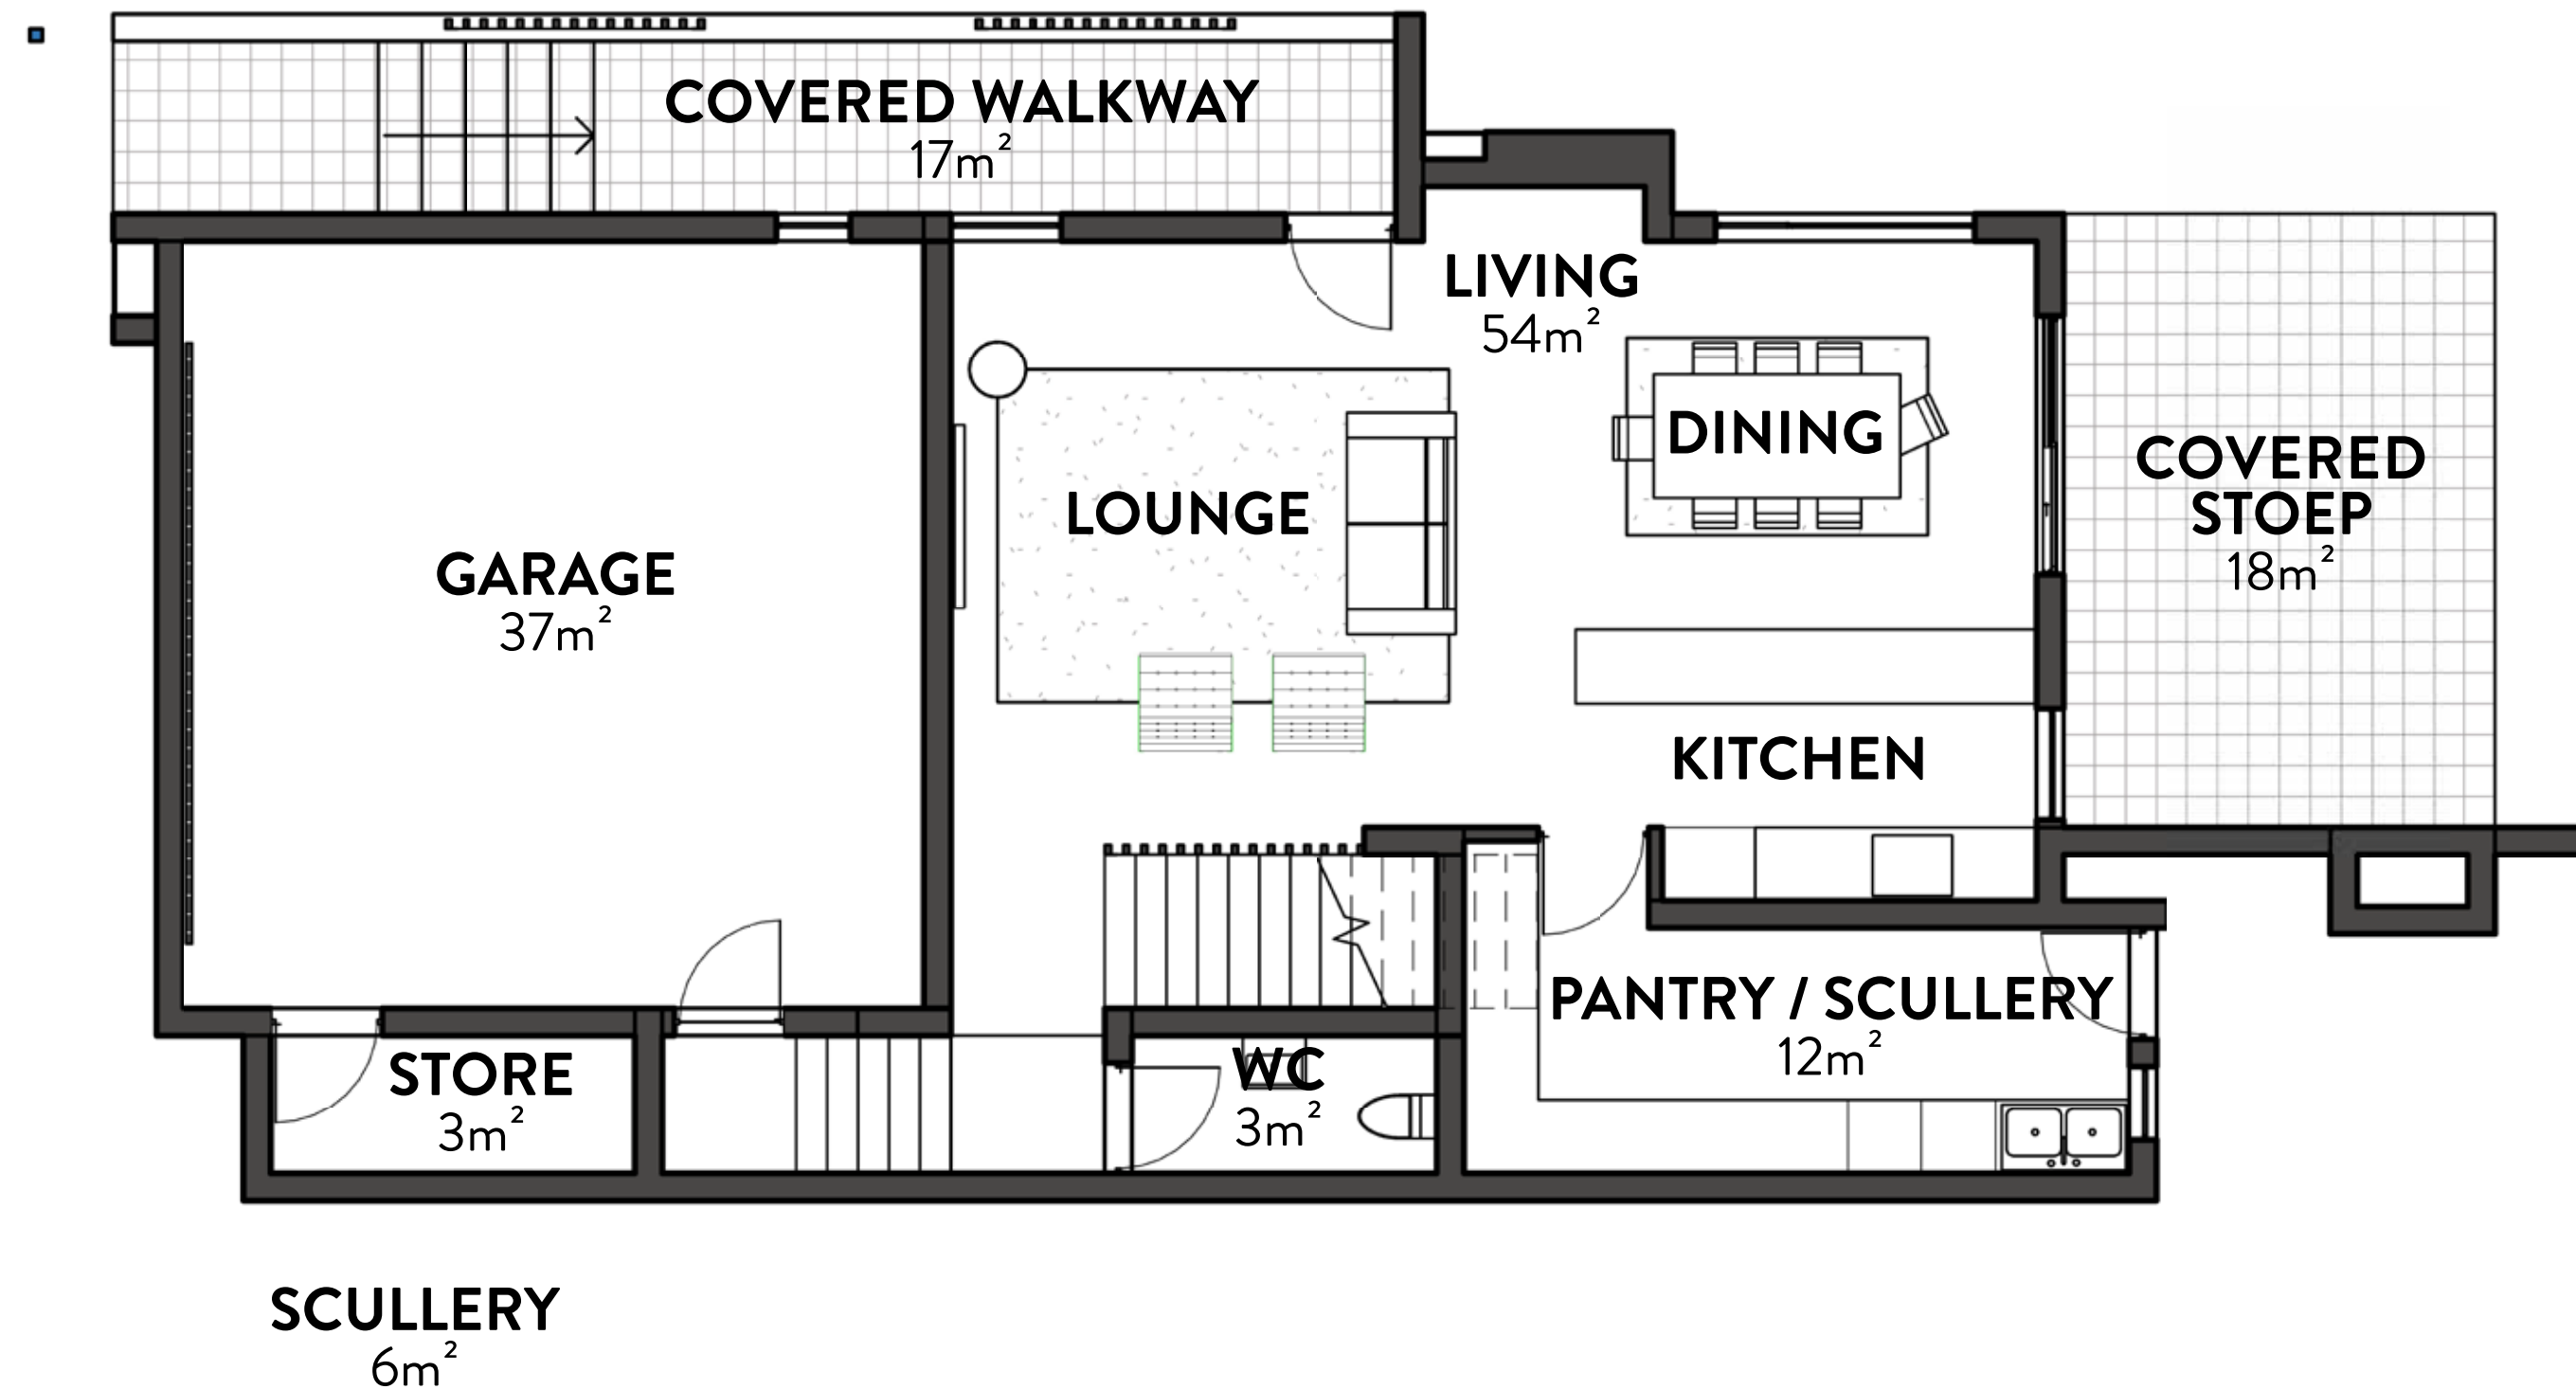 COVERED WALKWAY
17m²
LIVING
54m²
DINING
LOUNGE
COVERED
STOEP
18m²
GARAGE
37m²
KITCHEN
PANTRY / SCULLERY
12m²
STORE
3m²
WC
3m²
SCULLERY
6m²